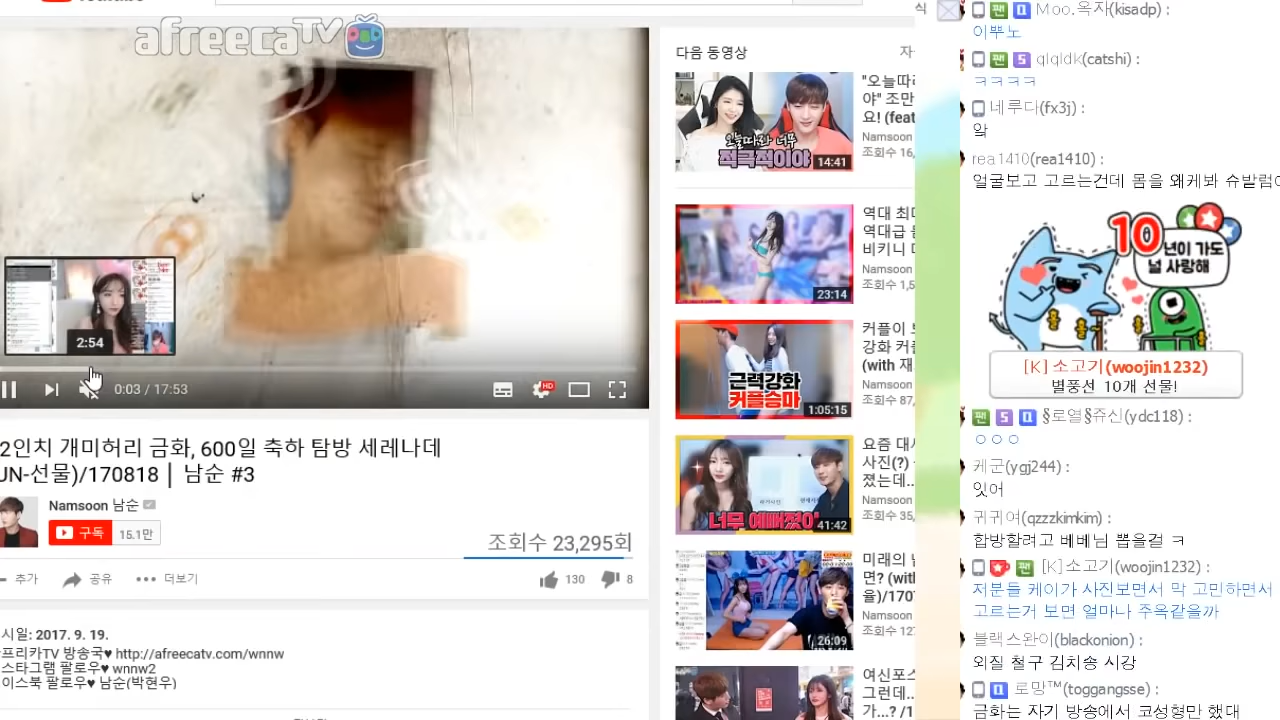 afreecaTV
2:54
0:03 / 17:53
HD
2인치 개미허리 금화, 600일 축하 탐방 세레나데
UN-선물)/170818 │ 남순 #3
Namsoon 남순
구독
15.1만
조회수 23,295회
추가
공유
더보기
130
8
시일: 2017. 9. 19.
프리카TV 방송국♥ http://afreecatv.com/wnnw
스타그램 팔로우♥ wnnw2
이스북 팔로우♥ 남순(박현우)
다음 동영상
자
오늘따라 너무
적극적이야
14:41
"오늘따라
야" 조만
요! (feat
Namsoon
조회수 16,
23:14
역대 최대
역대급 
비키니 
Namsoon
조회수 1,5
근력강화
커플승마
1:05:15
커플이 
강화 커플
(with 재
Namsoon
조회수 87,
너무 예뻐졌어
41:42
요즘 대세
사진(?)
졌는데..
Namsoon
조회수 35,
26:09
미래의 
면? (with
율)/170
Namsoon
조회수 127
여신포스
그런데..
가...? /1
식
팬 Moo.옥자(kisadp) :
이뿌노
팬 S qlqldk(catshi) :
ㅋㅋㅋㅋ
네루다(fx3j) :
앜
rea1410(rea1410) :
얼굴보고 고르는건데 몸을 왜케봐 슈발럼
10년이 가도
널 사랑해
[K] 소고기(woojin1232)
별풍선 10개 선물!
팬 S §로열§쥬신(ydc118) :
ㅇㅇㅇ
케군(ygj244) :
잇어
귀귀여(qzzzkimkim) :
합방할려고 베베님 뽑을걸 ㅋ
팬 [K]소고기(woojin1232) :
저분들 케이가 사진보면서 막 고민하면서
고르는거 보면 얼마나 주옥같을까
블랙스완이(blackonion) :
외질 철구 김치송 시강
로망™(toggangsse) :
금화는 자기 방송에서 코성형만 했대